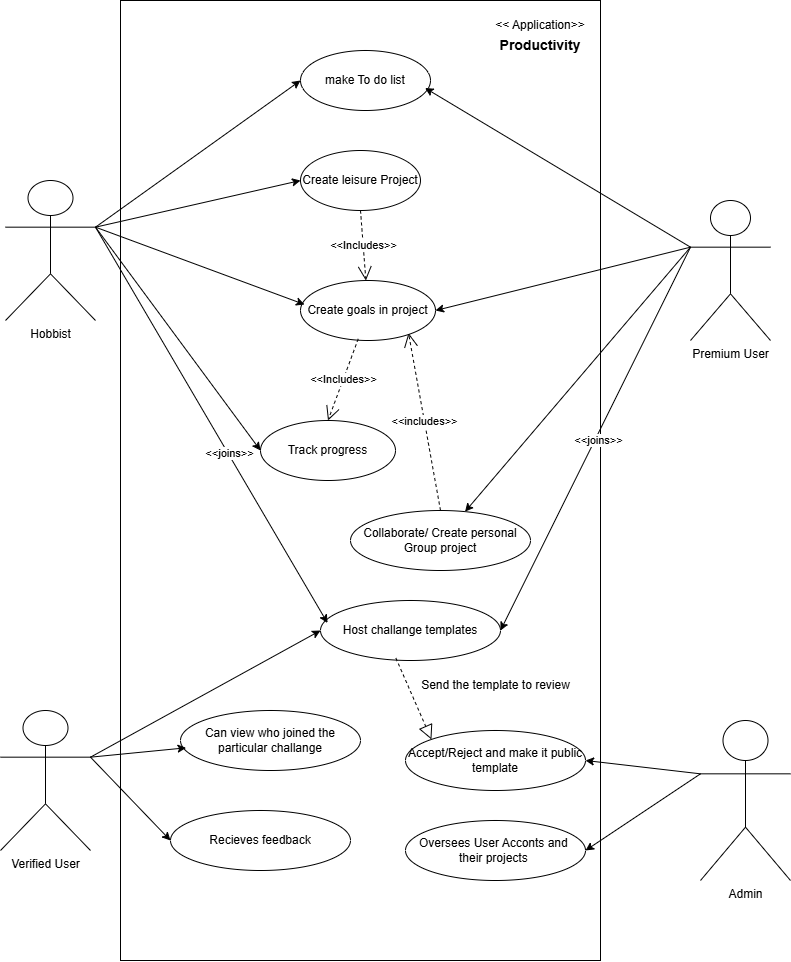 << Application>>
Productivity
make To do list
Create leisure Project
<<Includes>>
Create goals in project
Hobbist
Premium User
<<Includes>>
<<includes>>
<<joins>>
Track progress
<<joins>>
Collaborate/ Create personal
Group project
Host challange templates
Send the template to review
Can view who joined the
particular challange
Accept/Reject and make it public
template
Recieves feedback
Oversees User Acconts and
their projects
Verified User
Admin